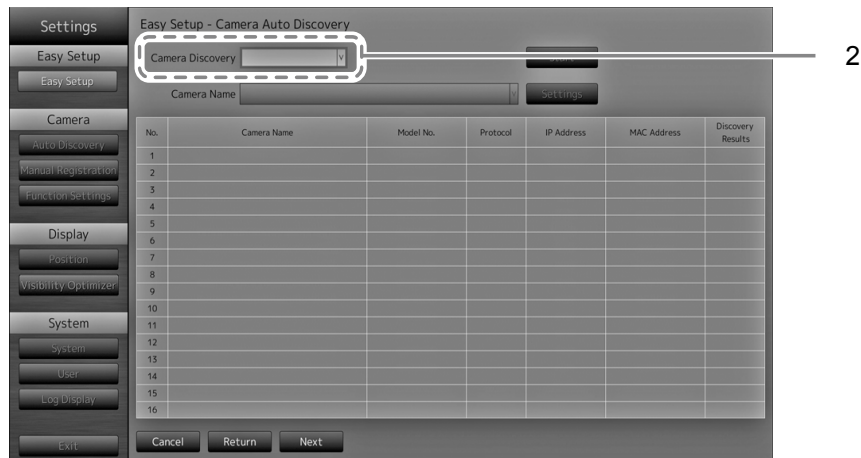 Settings
Easy Setup
Easy Setup
Camera
Auto Discovery
Manual Registration
Function Settings
Display
Position
Visibility Optimizer
System
System
User
Log Display
Exit
Easy Setup - Camera Auto Discovery
Camera Discovery
Start
2
Camera Name
Settings
No. Camera Name Model No. Protocol IP Address MAC Address Discovery Results
1
2
3
4
5
6
7
8
9
10
11
12
13
14
15
16
Cancel Return Next